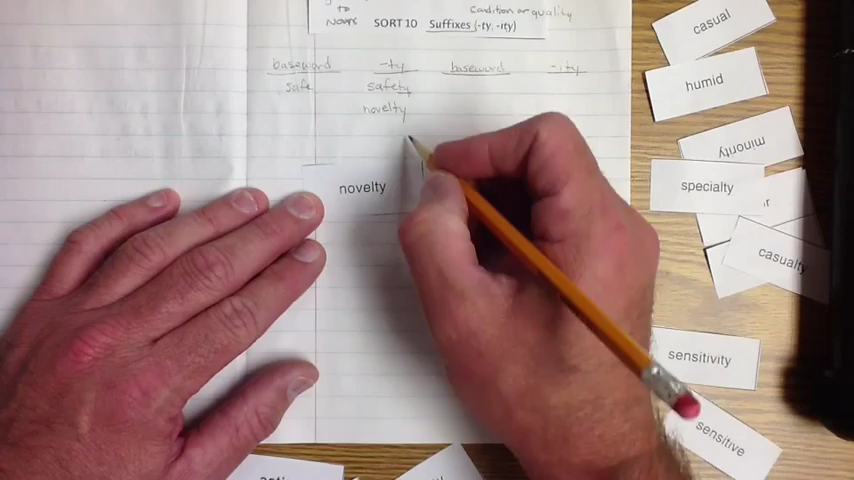 Condition or quality
to
Nouns SORT 10 Suffixes (-ty, -ity)
baseword -ty baseword -ity
safe safety
novelty
novelty
casual
humid
minority
specialty
casualty
sensitivity
sensitive